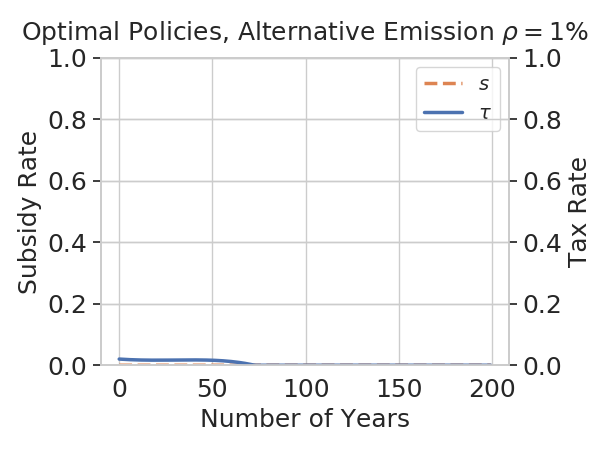 Optimal Policies, Alternative Emission ρ = 1%
1.0
0.8
0.6
0.4
0.2
0.0
Subsidy Rate
s
τ
1.0
0.8
0.6
0.4
0.2
0.0
Tax Rate
0 50 100 150 200
Number of Years